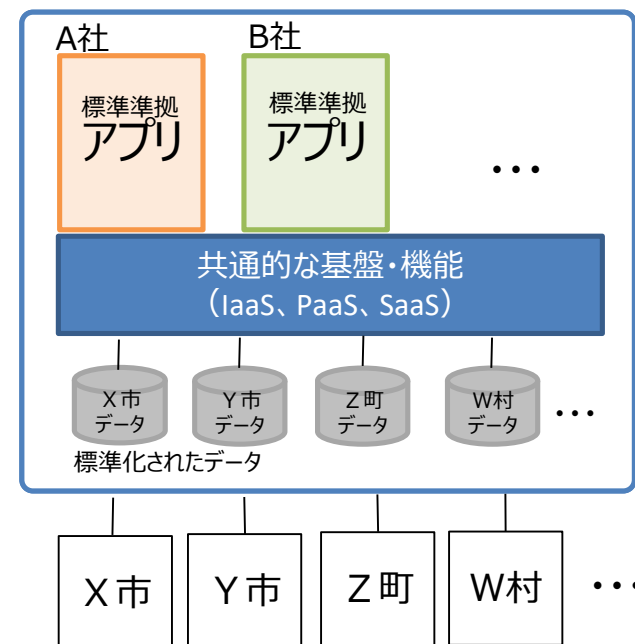 A社
B社
標準準拠
アプリ
標準準拠
アプリ
…
共通的な基盤・機能
（IaaS、PaaS、SaaS）
X市
データ
Y市
データ
Z町
データ
W村
データ
…
標準化されたデータ
X市
Y市
Z町
W村
…